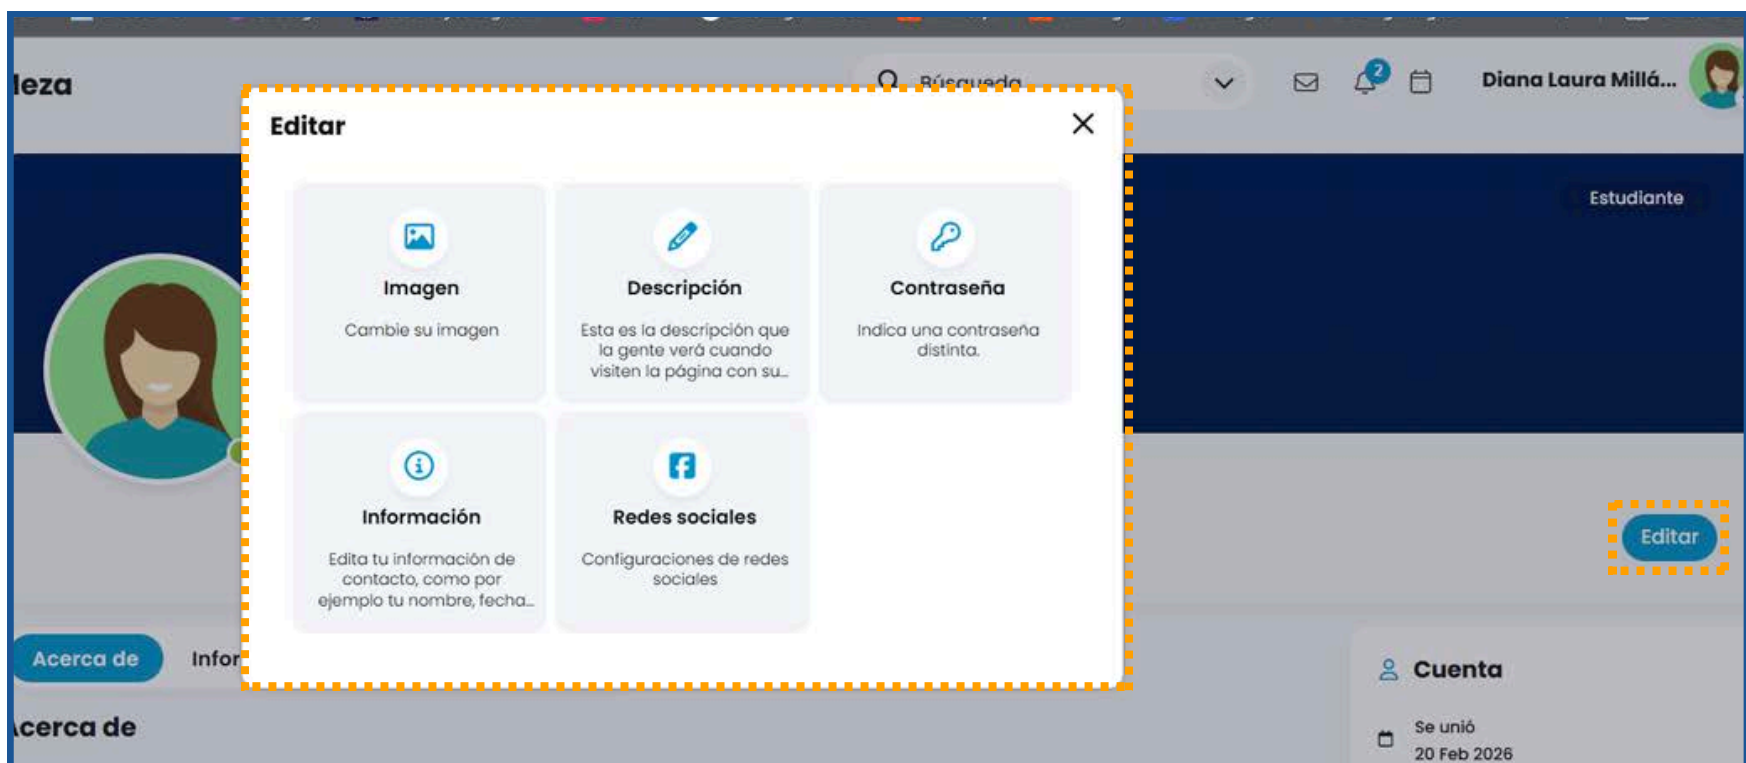 leza
Búsqueda
2
Diana Laura Millá...
Estudiante
Editar
Imagen
Cambie su imagen
Descripción
Esta es la descripción que
la gente verá cuando
visiten la página con su...
Contraseña
Indica una contraseña
distinta.
Información
Edita tu información de
contacto, como por
ejemplo tu nombre, fecha...
Redes sociales
Configuraciones de redes
sociales
Editar
Acerca de
Infor
Acerca de
Cuenta
Se unió
20 Feb 2026